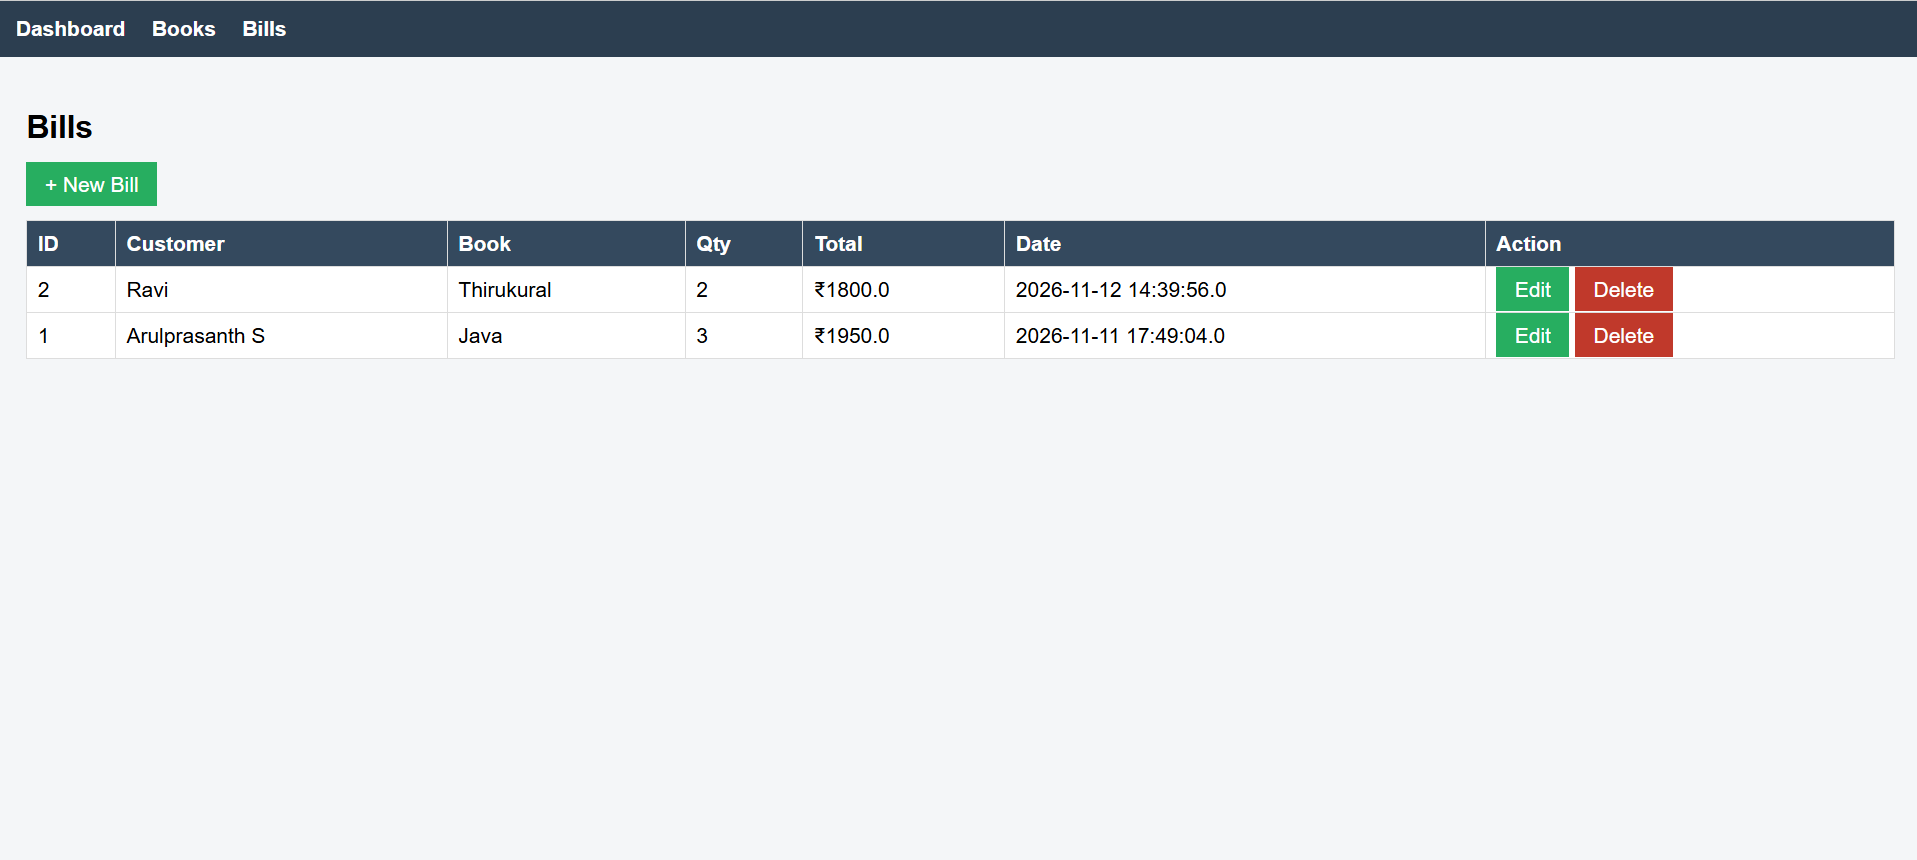 Dashboard Books Bills
Bills
+ New Bill
ID Customer Book Qty Total Date Action
2 Ravi Thirukural 2 ₹1800.0 2026-11-12 14:39:56.0 Edit Delete
1 Arulprasanth S Java 3 ₹1950.0 2026-11-11 17:49:04.0 Edit Delete